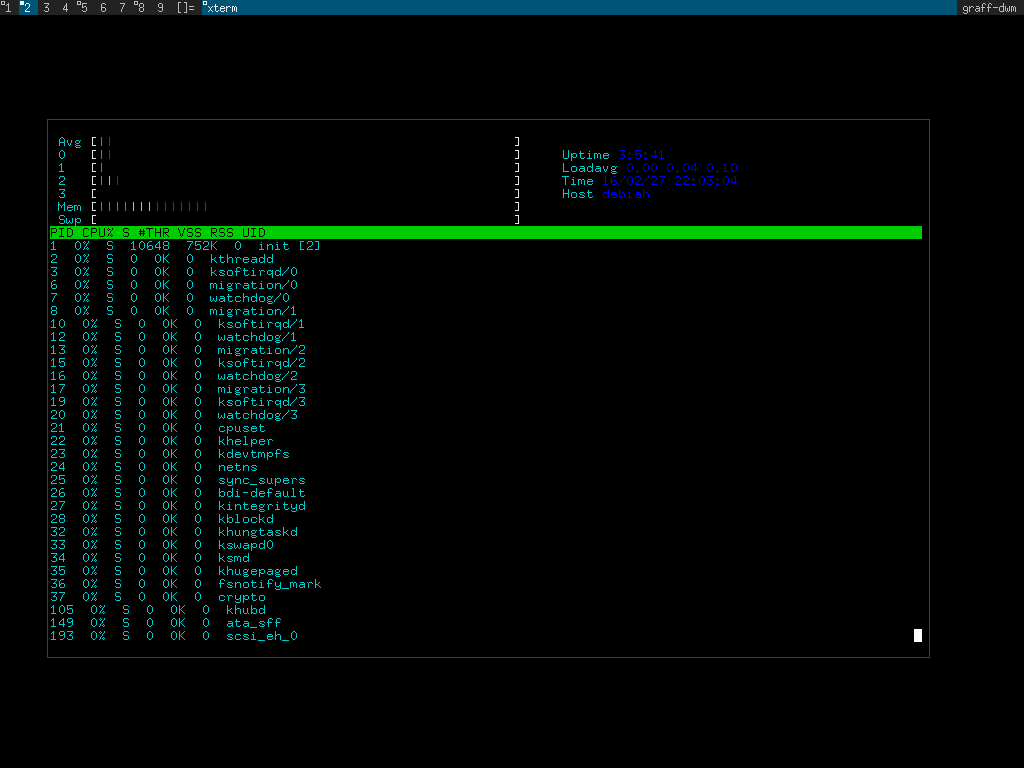 1 2 3 4 5 6 7 8 9 []= xterm graff-dwm
Avg [|| ]
0 [|| ] Uptime 3:5:41
1 [| ] Loadavg 0.00 0.04 0.10
2 [||| ] Time 16/02/27 22:03:04
3 [ ] Host debian
Mem [|||||||||||||| ]
Swp [ ]
PID CPU% S #THR VSS RSS UID
1 0% S 10648 752K 0 init [2]
2 0% S 0 0K 0 kthreadd
3 0% S 0 0K 0 ksoftirqd/0
6 0% S 0 0K 0 migration/0
7 0% S 0 0K 0 watchdog/0
8 0% S 0 0K 0 migration/1
10 0% S 0 0K 0 ksoftirqd/1
12 0% S 0 0K 0 watchdog/1
13 0% S 0 0K 0 migration/2
15 0% S 0 0K 0 ksoftirqd/2
16 0% S 0 0K 0 watchdog/2
17 0% S 0 0K 0 migration/3
19 0% S 0 0K 0 ksoftirqd/3
20 0% S 0 0K 0 watchdog/3
21 0% S 0 0K 0 cpuset
22 0% S 0 0K 0 khelper
23 0% S 0 0K 0 kdevtmpfs
24 0% S 0 0K 0 netns
25 0% S 0 0K 0 sync_supers
26 0% S 0 0K 0 bdi-default
27 0% S 0 0K 0 kintegrityd
28 0% S 0 0K 0 kblockd
32 0% S 0 0K 0 khungtaskd
33 0% S 0 0K 0 kswapd0
34 0% S 0 0K 0 ksmd
35 0% S 0 0K 0 khugepaged
36 0% S 0 0K 0 fsnotify_mark
37 0% S 0 0K 0 crypto
105 0% S 0 0K 0 khubd
149 0% S 0 0K 0 ata_sff
193 0% S 0 0K 0 scsi_eh_0